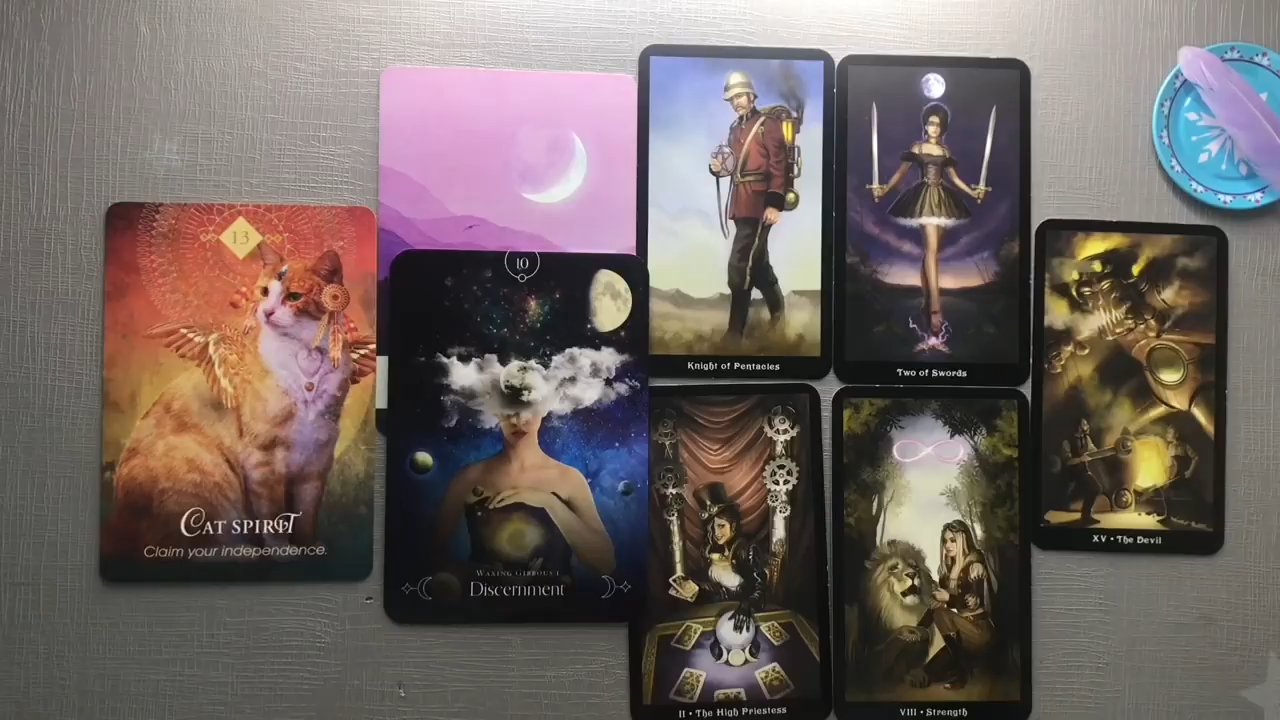 13
CAT SPIRIT
Claim your independence.
10
WAXING GIBBOUS I
Discernment
Knight of Pentacles
Two of Swords
II • The High Priestess
VIII • Strength
XV • The Devil